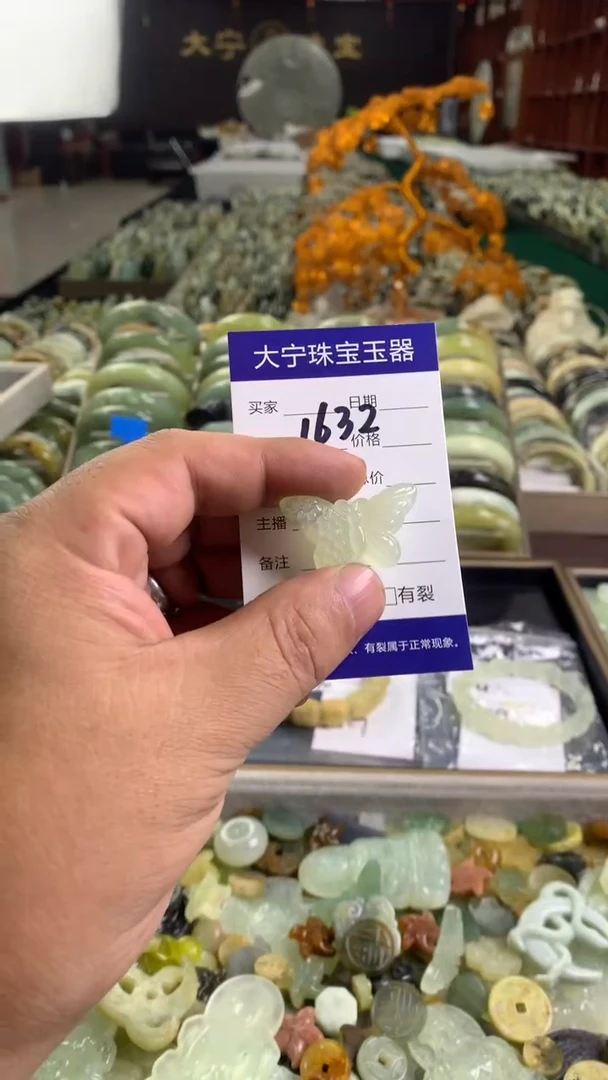 大宁 宝
大宁珠宝玉器
买家 日期
1632
价格
价
主播
备注
□有裂
、有裂属于正常现象。